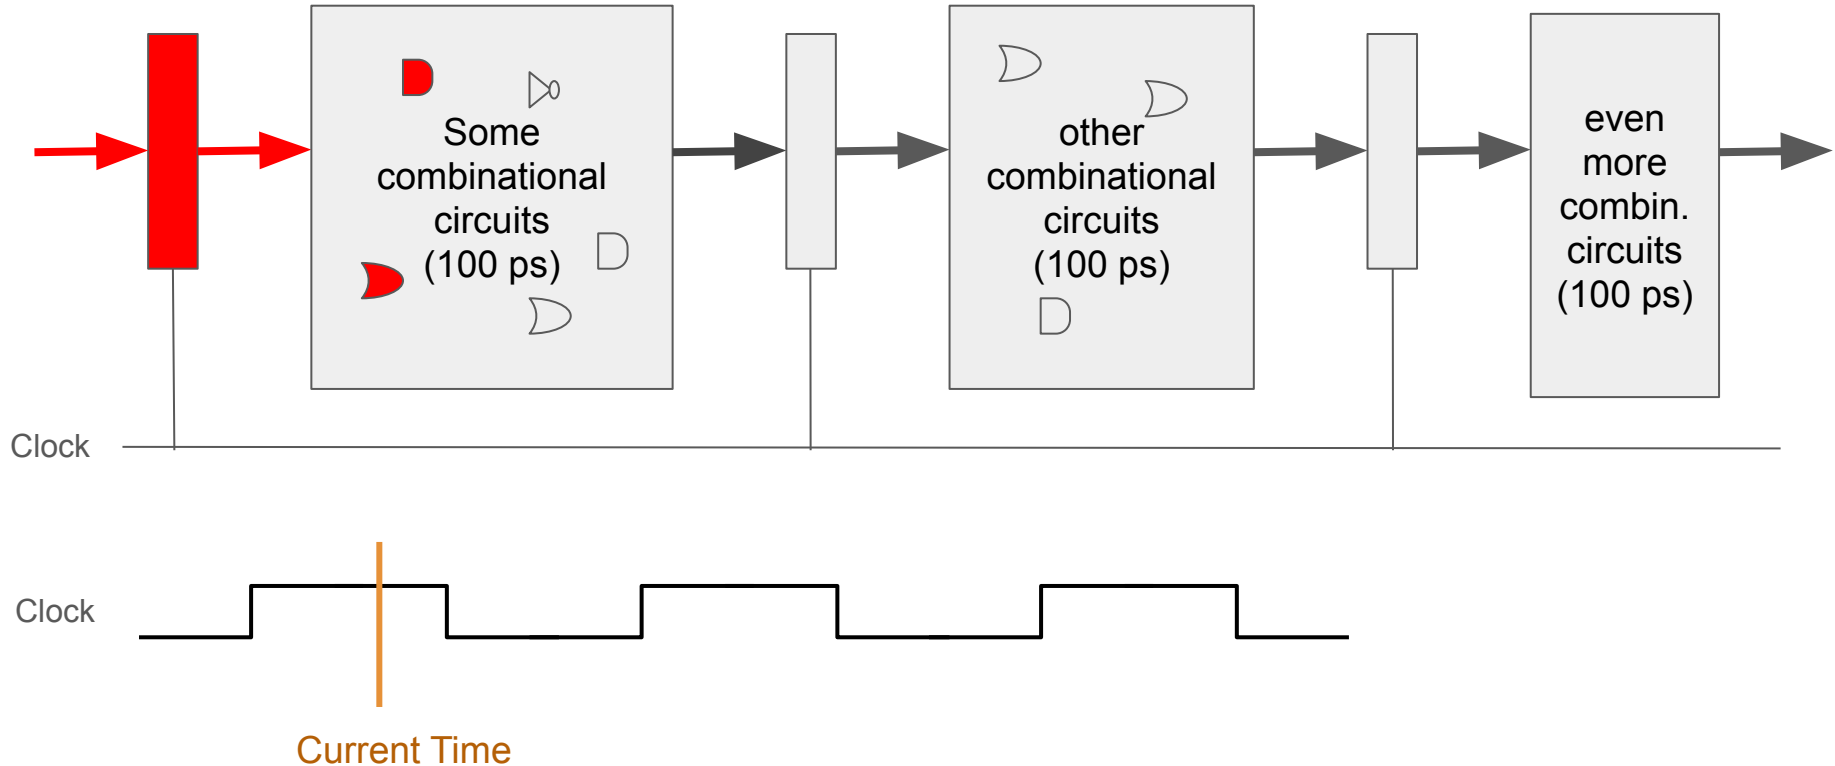 Some
combinational
circuits
(100 ps)
other
combinational
circuits
(100 ps)
even
more
combin.
circuits
(100 ps)
Clock
Clock
Current Time